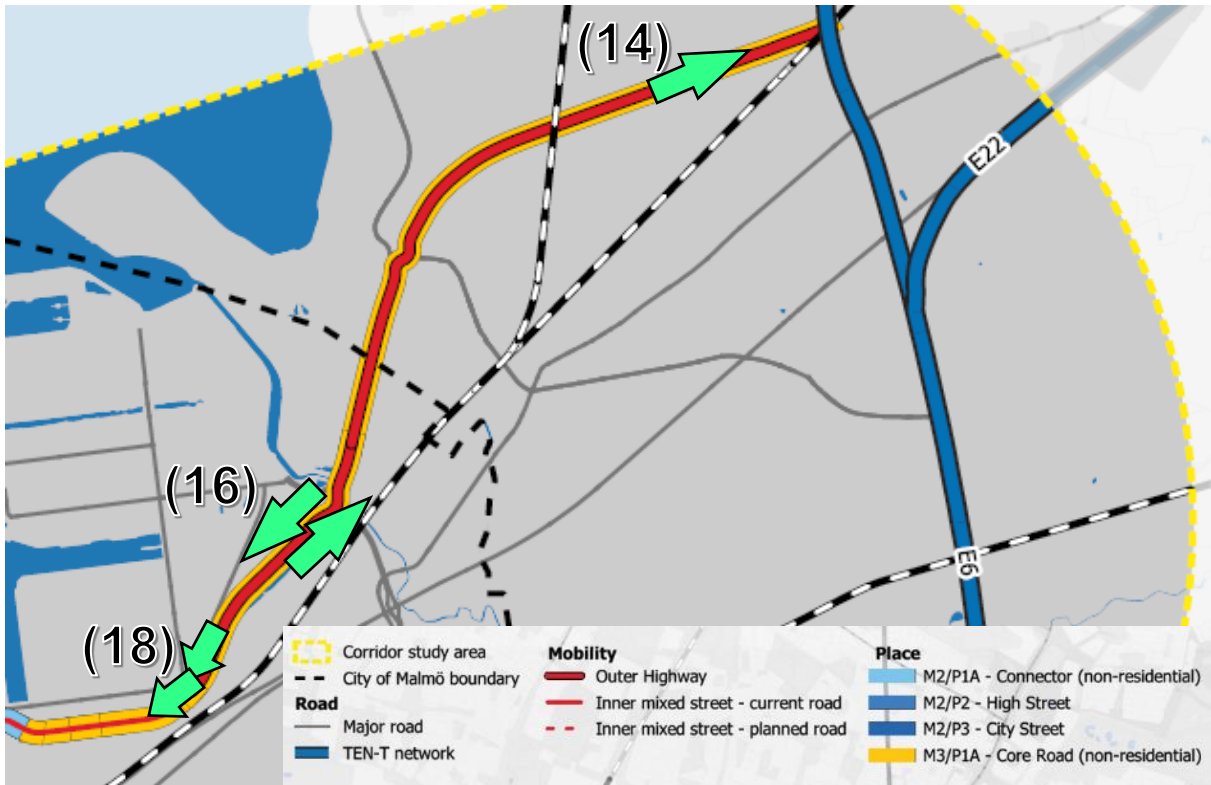 (14)
E22
(16)
E6
(18)
Corridor study area
City of Malmö boundary
Road
Major road
TEN-T network
Mobility
Outer Highway
Inner mixed street - current road
Inner mixed street - planned road
Place
M2/P1A - Connector (non-residential)
M2/P2 - High Street
M2/P3 - City Street
M3/P1A - Core Road (non-residential)